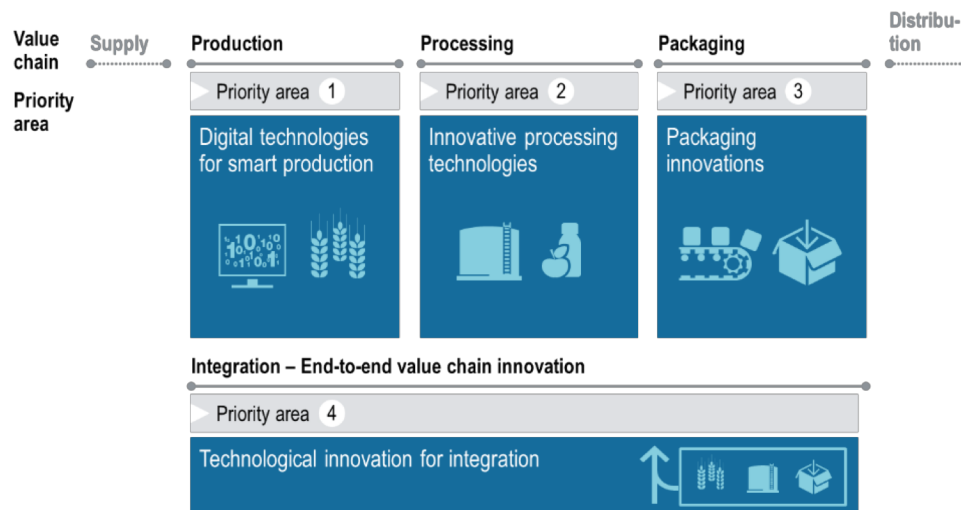 Value
chain
Supply
Production
Processing
Packaging
Distribu-
tion
Priority
area
Priority area 1
Priority area 2
Priority area 3
Digital technologies
for smart production
Innovative processing
technologies
Packaging
innovations
Integration – End-to-end value chain innovation
Priority area 4
Technological innovation for integration